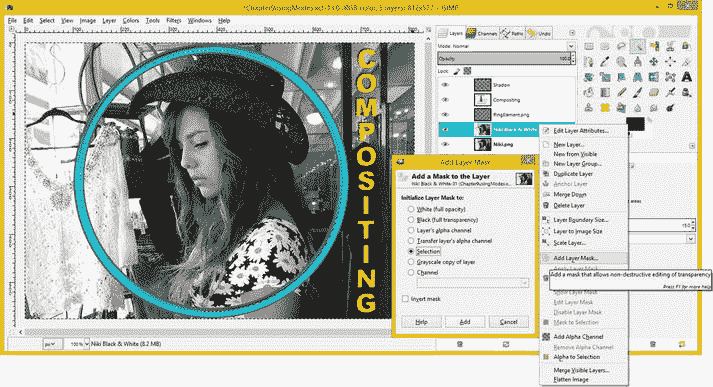 File Edit Select View Image Layer Colors Tools Filters Windows Help
COMPOSITING
px 100% Niki Black & White (8.2 MB)
Layers Channels Paths Undo
Mode: Normal
Opacity 100.0
Lock:
Shadow
Compositing
RingElement.png
Niki Black & White
Niki.png
Add Layer Mask
Add a Mask to the Layer
Initialize Layer Mask to:
White (full opacity)
Black (full transparency)
Layer's alpha channel
Transfer layer's alpha channel
Selection
Grayscale copy of layer
Channel
Invert mask
Help Add Cancel
Edit Layer Attributes...
New Layer...
New from Visible
New Layer Group...
Duplicate Layer
Anchor Layer
Merge Down
Delete Layer
Layer Boundary Size...
Layer to Image Size
Scale Layer...
Add Layer Mask...
Add a mask that allows non-destructive editing of transparency
Press F1 for more help
Show Layer Mask
Edit Layer Mask
Disable Layer Mask
Mask to Selection
Add Alpha Channel
Remove Alpha Channel
Alpha to Selection
Merge Visible Layers...
Flatten Image